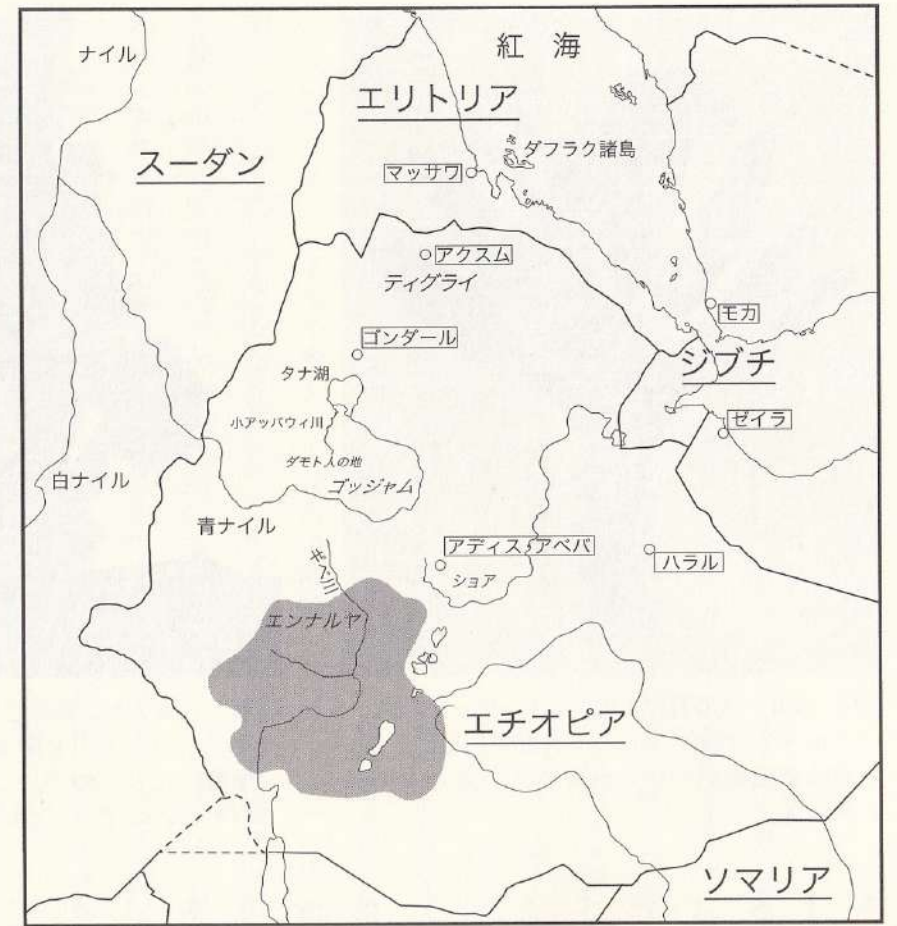 ナイル
紅 海
エリトリア
スーダン
ダフラク諸島
マッサワ
アクスム
ティグライ
モカ
ゴンダール
ジブチ
タナ湖
小アッバウィ川
ゼイラ
ダモト人の地
白ナイル
ゴッジャム
青ナイル
アディスアベバ
ギベ川
ショア
ハラル
エンナルヤ
エチオピア
ソマリア